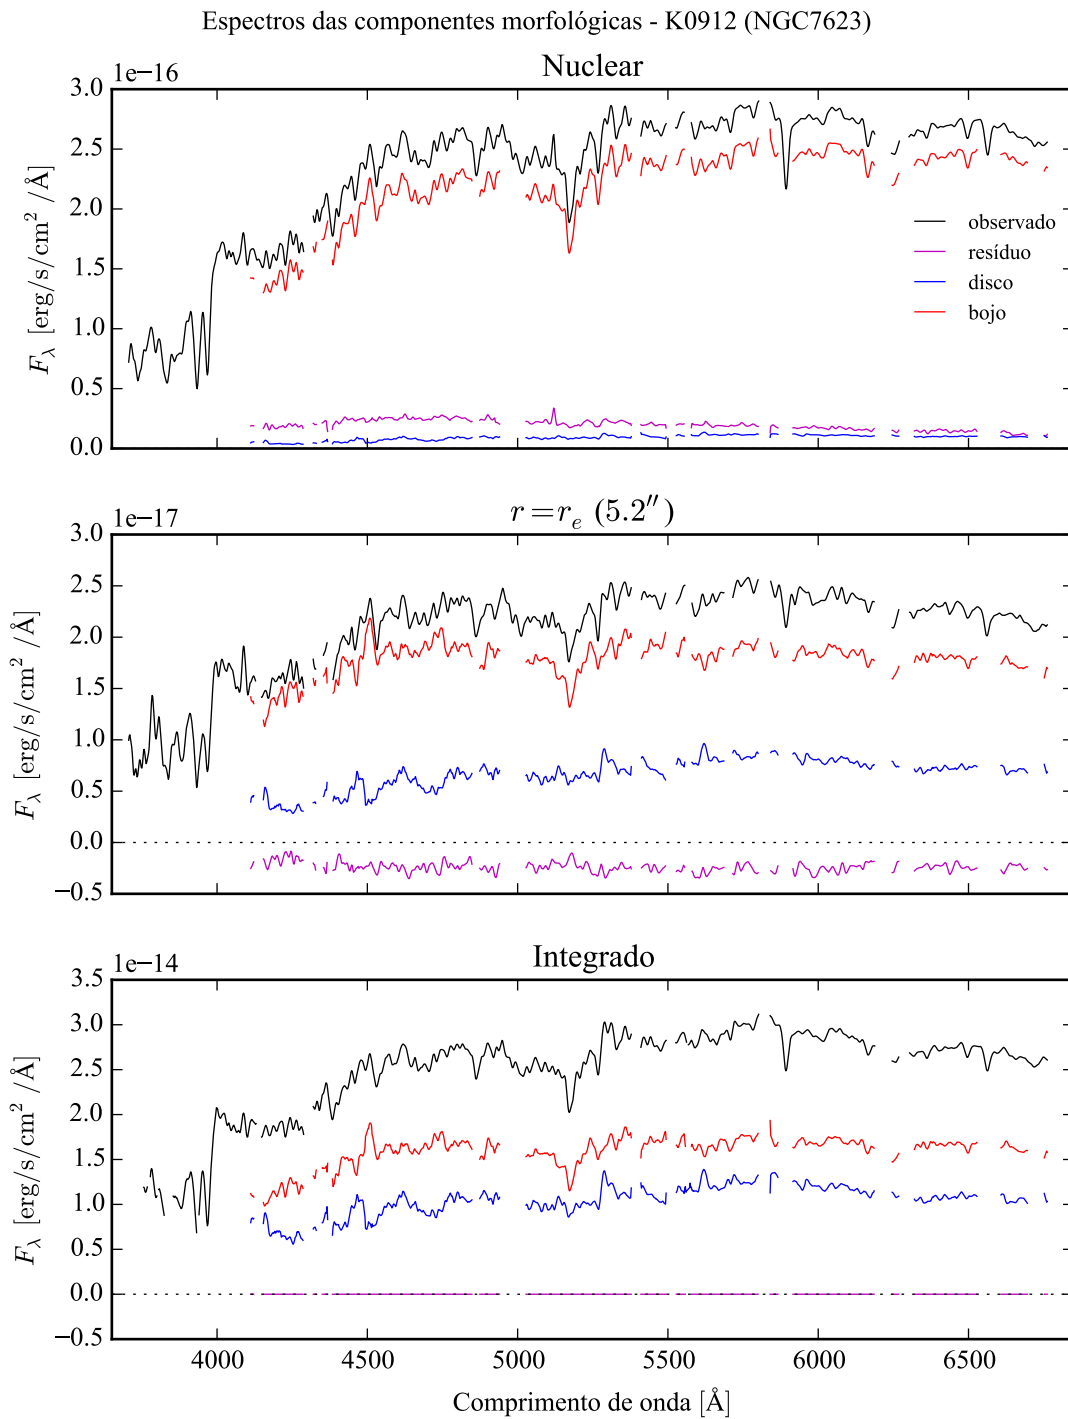 Espectros das componentes morfológicas - K0912 (NGC7623)
1e−16
Nuclear
3.0
2.5
2.0
1.5
1.0
0.5
0.0
F_λ [erg/s/cm² /Å]
observado
resíduo
disco
bojo
1e−17
r = r_e (5.2″)
3.0
2.5
2.0
1.5
1.0
0.5
0.0
−0.5
F_λ [erg/s/cm² /Å]
1e−14
Integrado
3.5
3.0
2.5
2.0
1.5
1.0
0.5
0.0
−0.5
F_λ [erg/s/cm² /Å]
4000 4500 5000 5500 6000 6500
Comprimento de onda [Å]